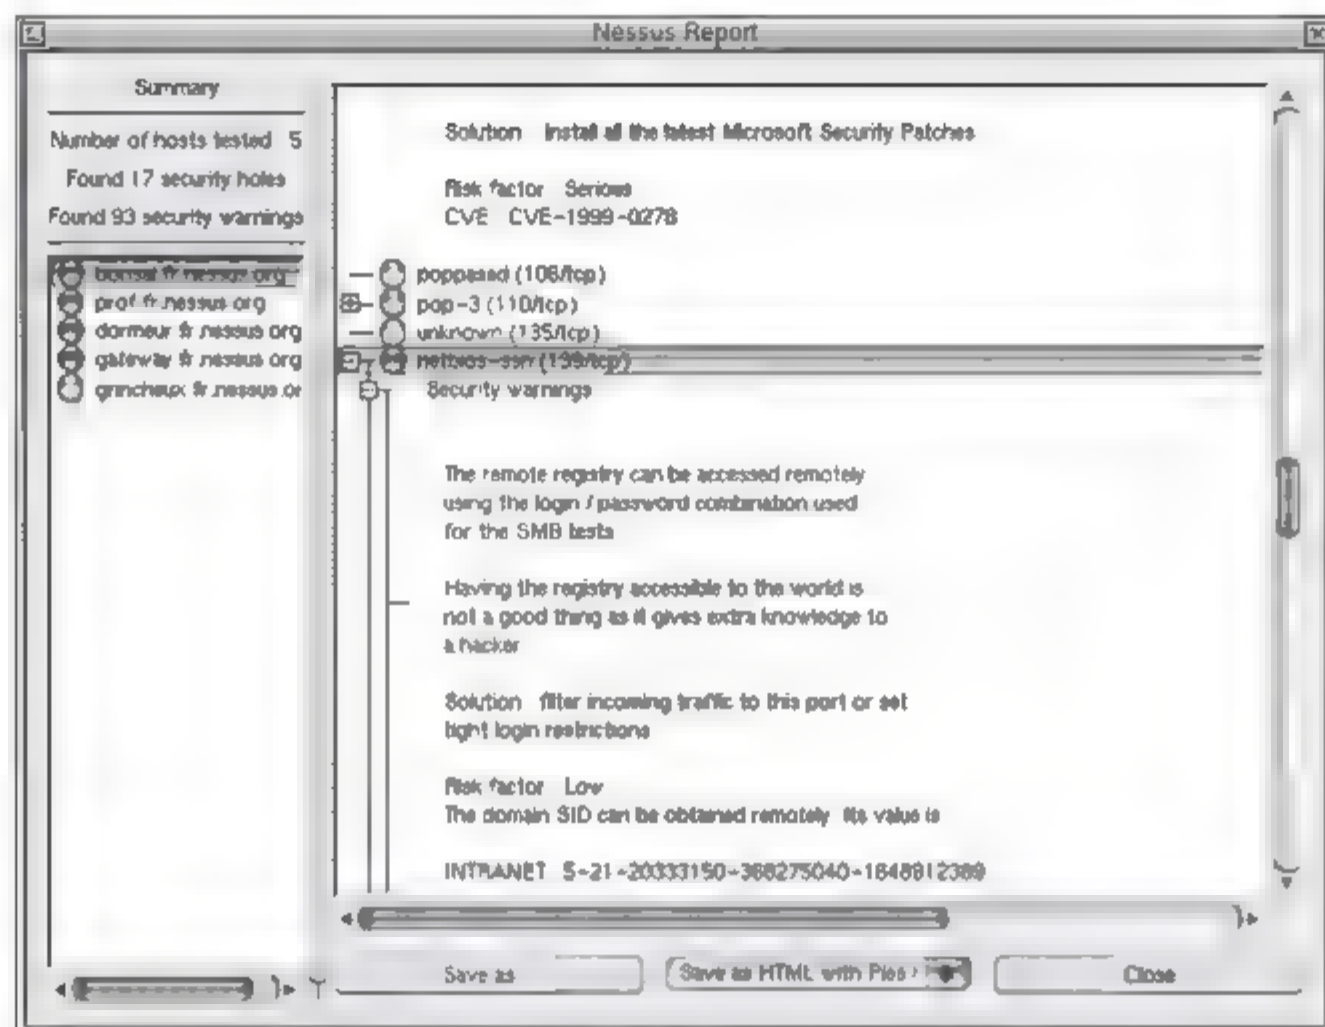 Nessus Report
Summary
Number of hosts tested 5
Found 17 security holes
Found 93 security warnings
fr.nessus.org
prof.fr.nessus.org
dormeur.fr.nessus.org
gateway.fr.nessus.org
grincheux.fr.nessus.or
Solution install all the latest Microsoft Security Patches
Risk factor Serious
CVE CVE-1999-0278
poppassd (106/tcp)
pop-3 (110/tcp)
unknown (135/tcp)
netbios-ssn (139/tcp)
Security warnings
The remote registry can be accessed remotely
using the login / password combination used
for the SMB tests
Having the registry accessible to the world is
not a good thing as it gives extra knowledge to
a hacker
Solution filter incoming traffic to this port or set
tight login restrictions
Risk factor Low
The domain SID can be obtained remotely Its value is
INTRANET
Save as
Save as HTML with Pies
Close